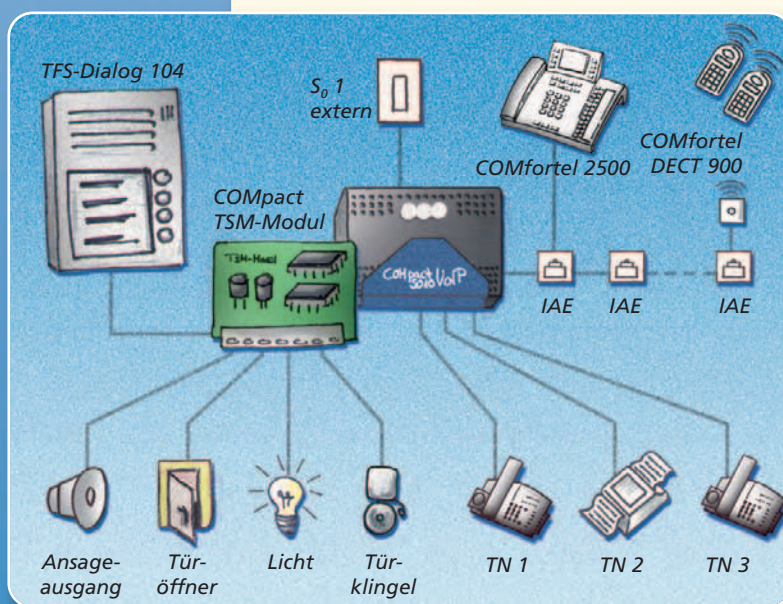 TFS-Dialog 104
S₀ 1
extern
COMfortel 2500
COMfortel
DECT 900
COMpact
TSM-Modul
TSM-Modul
COMpact
5010 VoIP
IAE
IAE
IAE
Ansage-
ausgang
Tür-
öffner
Licht
Tür-
klingel
TN 1
TN 2
TN 3